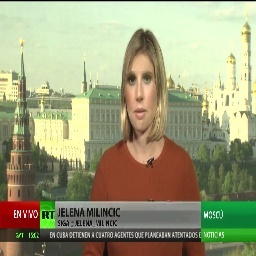 EN VIVO
RT
JELENA MILINCIC
MOSCÚ
EN CUBA DETIENEN A CUATRO AGENTES QUE PLANEABAN ATENTADOS E
NOTICIAS